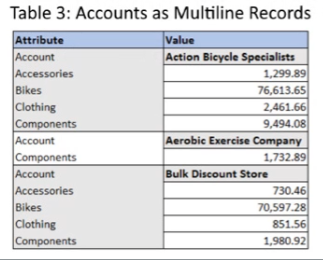 Table 3: Accounts as Multiline Records
Attribute Value
Account Action Bicycle Specialists
Accessories 1,299.89
Bikes 76,613.65
Clothing 2,461.66
Components 9,494.08
Account Aerobic Exercise Company
Components 1,732.89
Account Bulk Discount Store
Accessories 730.46
Bikes 70,597.28
Clothing 851.56
Components 1,980.92